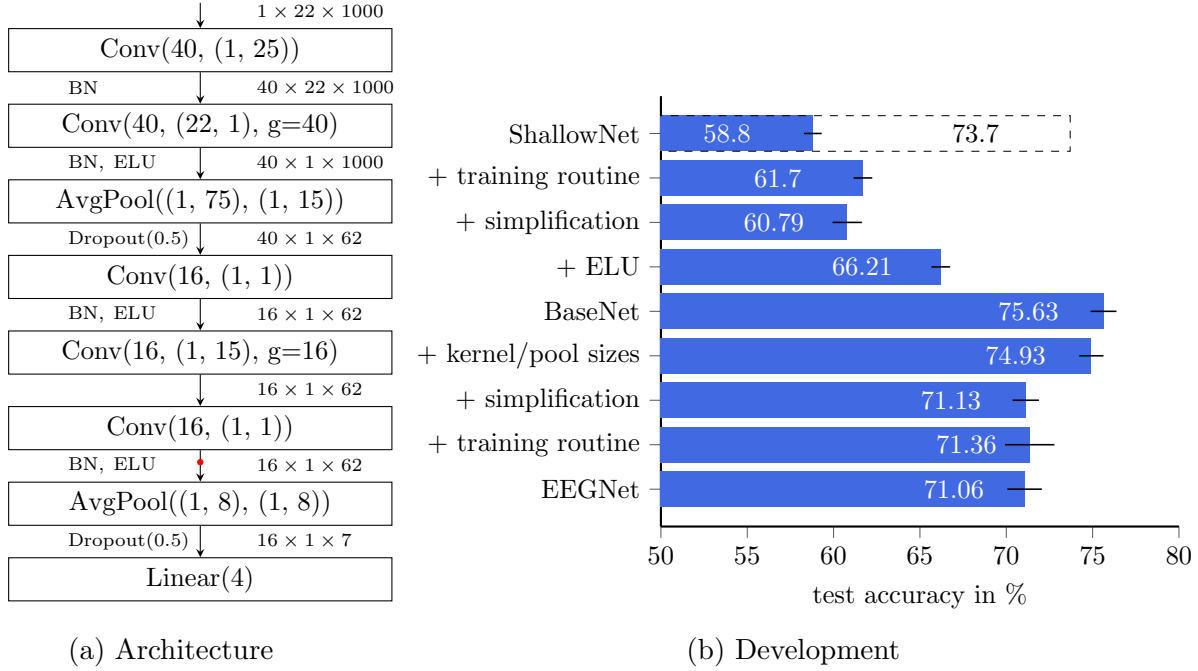 1 × 22 × 1000
Conv(40, (1, 25))
BN
40 × 22 × 1000
Conv(40, (22, 1), g=40)
BN, ELU
40 × 1 × 1000
AvgPool((1, 75), (1, 15))
Dropout(0.5)
40 × 1 × 62
Conv(16, (1, 1))
BN, ELU
16 × 1 × 62
Conv(16, (1, 15), g=16)
16 × 1 × 62
Conv(16, (1, 1))
BN, ELU
16 × 1 × 62
AvgPool((1, 8), (1, 8))
Dropout(0.5)
16 × 1 × 7
Linear(4)
(a) Architecture
ShallowNet 58.8 73.7
+ training routine 61.7
+ simplification 60.79
+ ELU 66.21
BaseNet 75.63
+ kernel/pool sizes 74.93
+ simplification 71.13
+ training routine 71.36
EEGNet 71.06
50 55 60 65 70 75 80
test accuracy in %
(b) Development